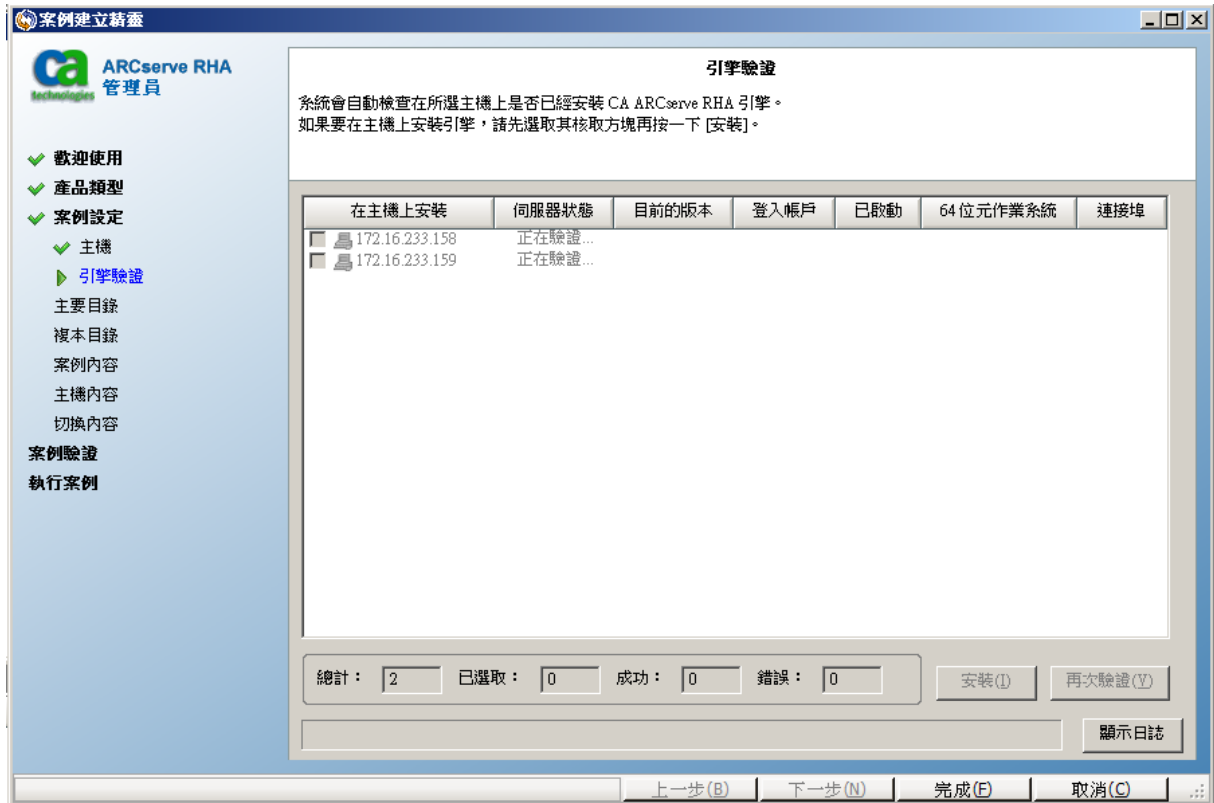 案例建立精靈
ca
technologies
ARCserve RHA
管理員
歡迎使用
產品類型
案例設定
主機
引擎驗證
主要目錄
複本目錄
案例內容
主機內容
切換內容
案例驗證
執行案例
引擎驗證
系統會自動檢查在所選主機上是否已經安裝 CA ARCserve RHA 引擎。
如果要在主機上安裝引擎，請先選取其核取方塊再按一下 [安裝]。
在主機上安裝 伺服器狀態 目前的版本 登入帳戶 已啟動 64 位元作業系統 連接埠
172.16.233.158 正在驗證...
172.16.233.159 正在驗證...
總計： 2 已選取： 0 成功： 0 錯誤： 0 安裝(I) 再次驗證(V)
顯示日誌
上一步(B) 下一步(N) 完成(F) 取消(C)